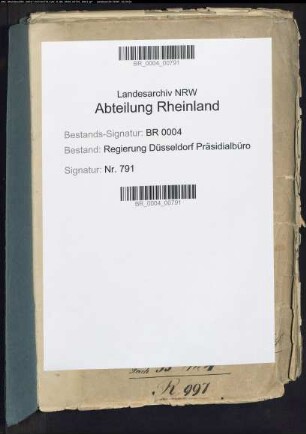 BR_0004_00791
Landesarchiv NRW
Abteilung Rheinland
Bestands-Signatur: BR 0004
Bestand: Regierung Düsseldorf Präsidialbüro
Signatur: Nr. 791
BR_0004_00791